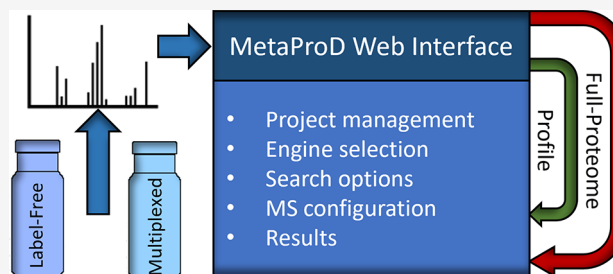 MetaProD Web Interface
• Project management
• Engine selection
• Search options
• MS configuration
• Results
Label-Free
Multiplexed
Profile
Full-Proteome